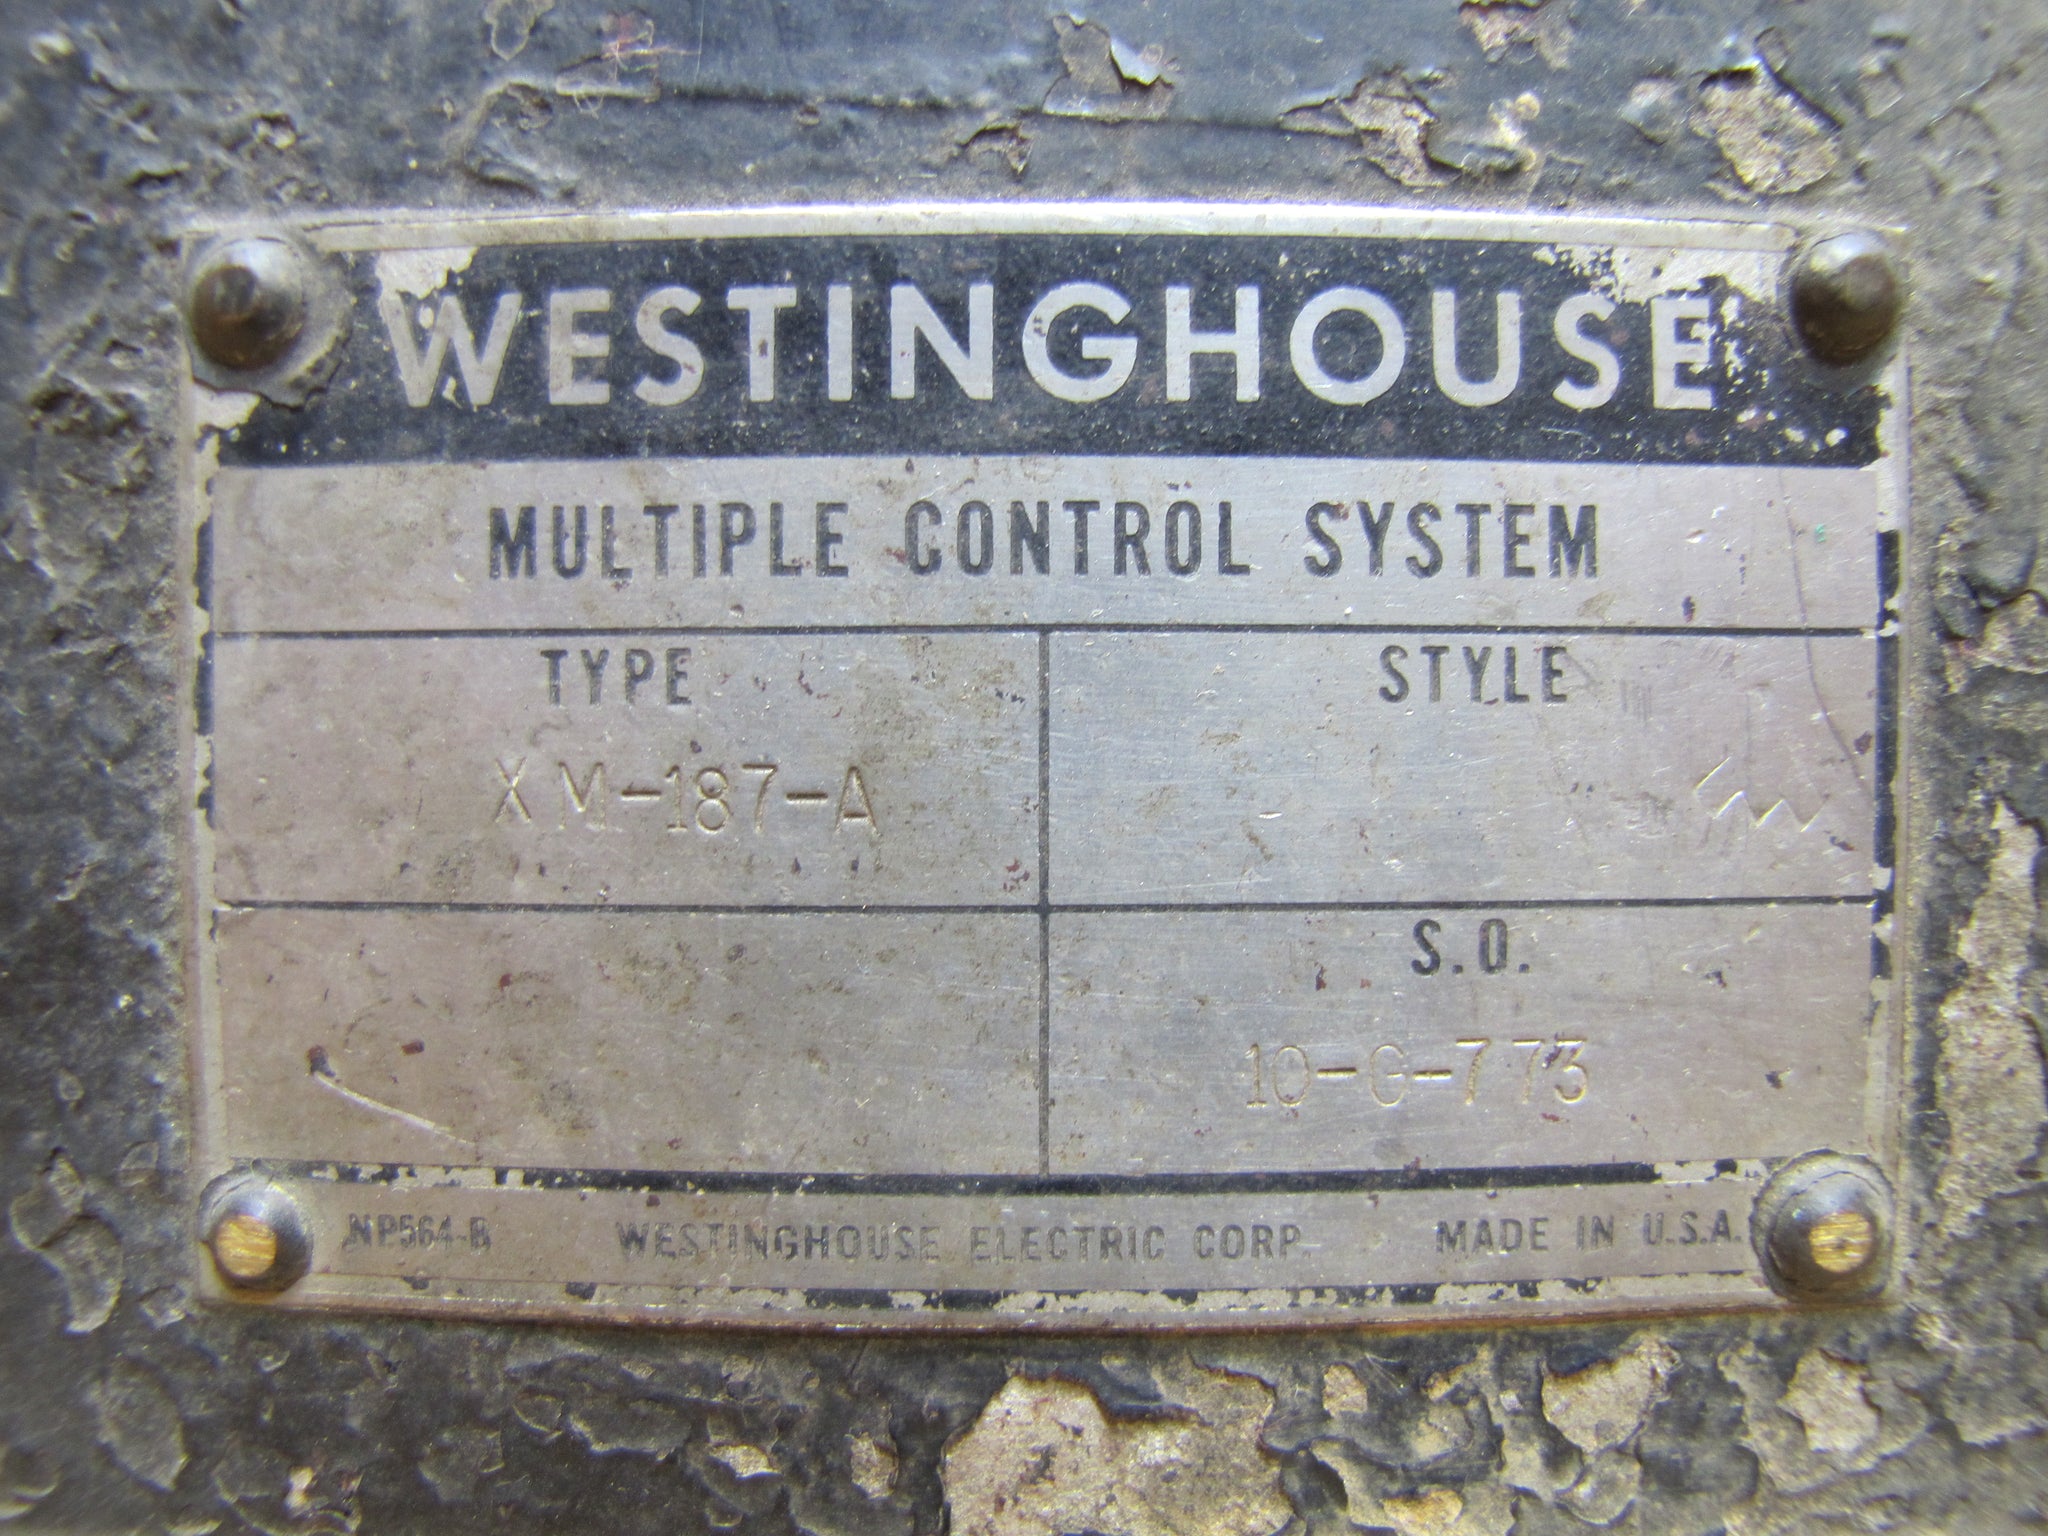 WESTINGHOUSE
MULTIPLE CONTROL SYSTEM
TYPE STYLE
XM-187-A
S.O.
10-G-773
NP564-B WESTINGHOUSE ELECTRIC CORP. MADE IN U.S.A.